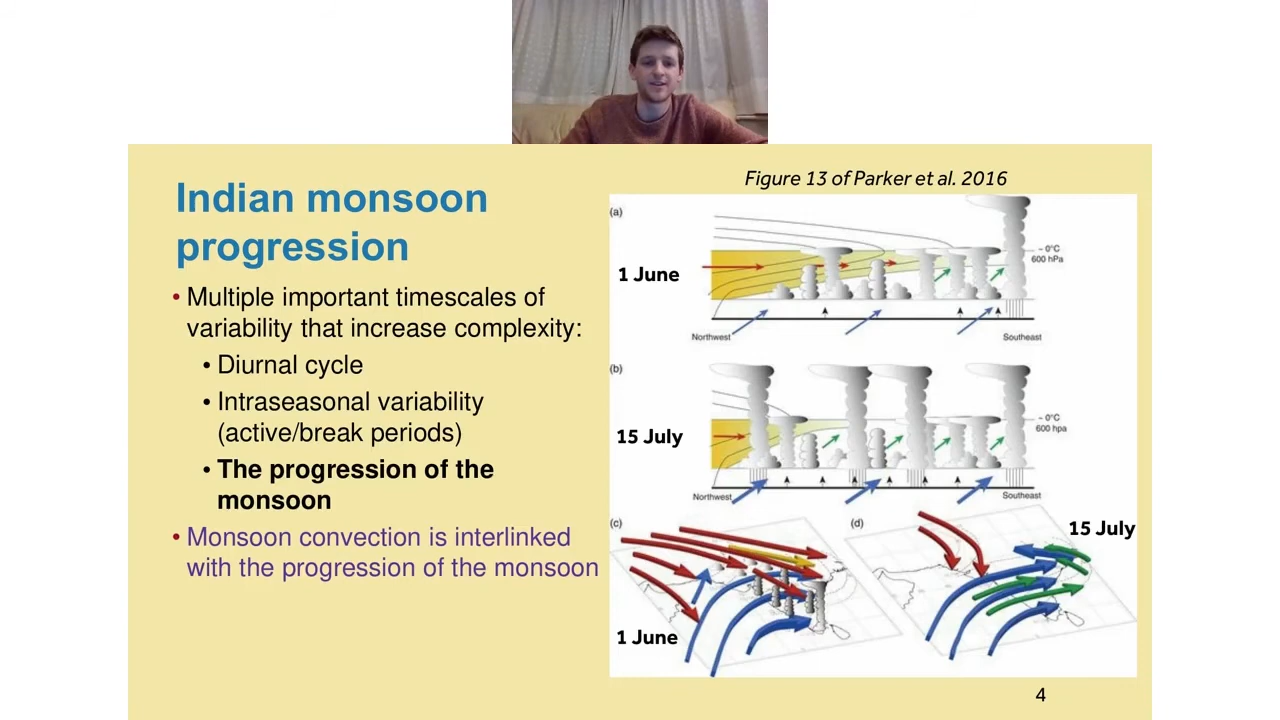 Indian monsoon
progression
• Multiple important timescales of
variability that increase complexity:
• Diurnal cycle
• Intraseasonal variability
(active/break periods)
• The progression of the
monsoon
• Monsoon convection is interlinked
with the progression of the monsoon
Figure 13 of Parker et al. 2016
(a)
1 June
~ 0°C
600 hPa
Northwest
Southeast
(b)
15 July
~ 0°C
600 hpa
Northwest
Southeast
(c)
1 June
(d)
15 July
4